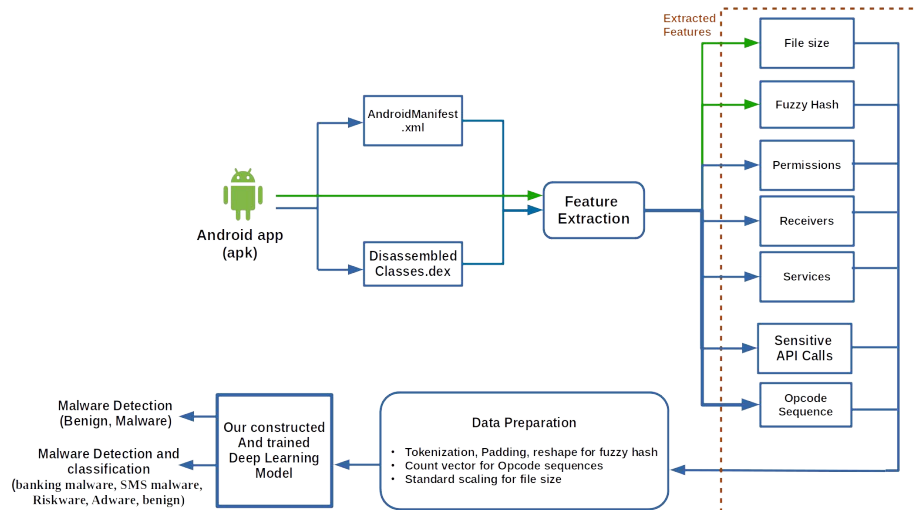 Extracted
Features
File size
Fuzzy Hash
Permissions
Receivers
Services
Sensitive
API Calls
Opcode
Sequence
AndroidManifest
.xml
Android app
(apk)
Disassembled
Classes.dex
Feature
Extraction
Malware Detection
(Benign, Malware)
Malware Detection and
classification
(banking malware, SMS malware,
Riskware, Adware, benign)
Our constructed
And trained
Deep Learning
Model
Data Preparation
• Tokenization, Padding, reshape for fuzzy hash
• Count vector for Opcode sequences
• Standard scaling for file size